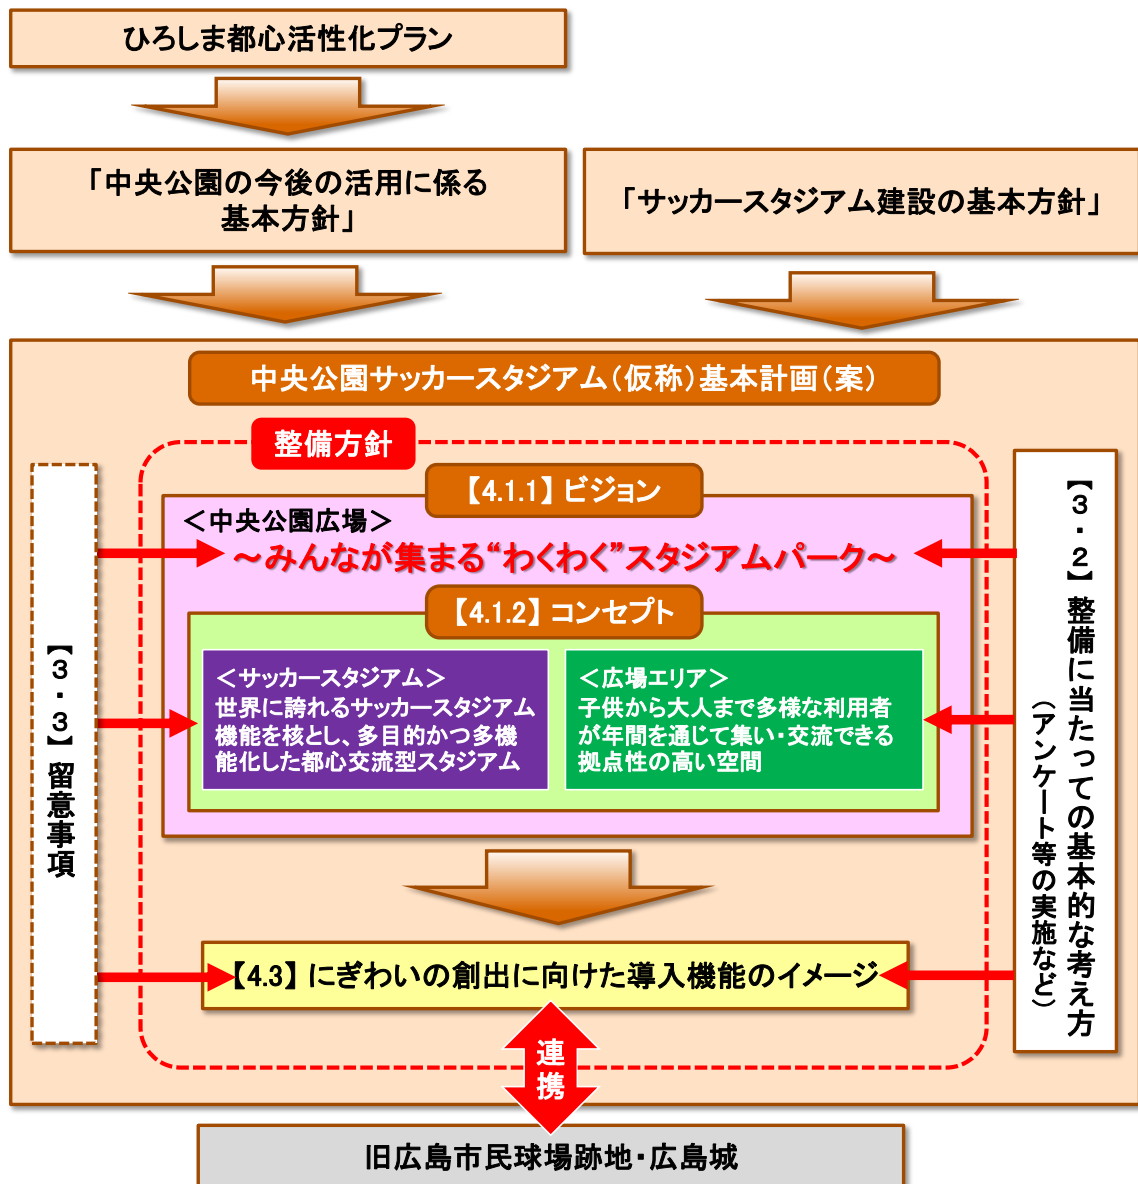 ひろしま都心活性化プラン
「中央公園の今後の活用に係る
基本方針」
「サッカースタジアム建設の基本方針」
中央公園サッカースタジアム（仮称）基本計画（案）
整備方針
【4.1.1】ビジョン
＜中央公園広場＞
～みんなが集まる“わくわく”スタジアムパーク～
【4.1.2】コンセプト
＜サッカースタジアム＞
世界に誇れるサッカースタジアム
機能を核とし、多目的かつ多機
能化した都心交流型スタジアム
＜広場エリア＞
子供から大人まで多様な利用者
が年間を通じて集い・交流できる
拠点性の高い空間
【３・３】留意事項
【３・２】整備に当たっての基本的な考え方
（アンケート等の実施など）
【4.3】にぎわいの創出に向けた導入機能のイメージ
連携
旧広島市民球場跡地・広島城